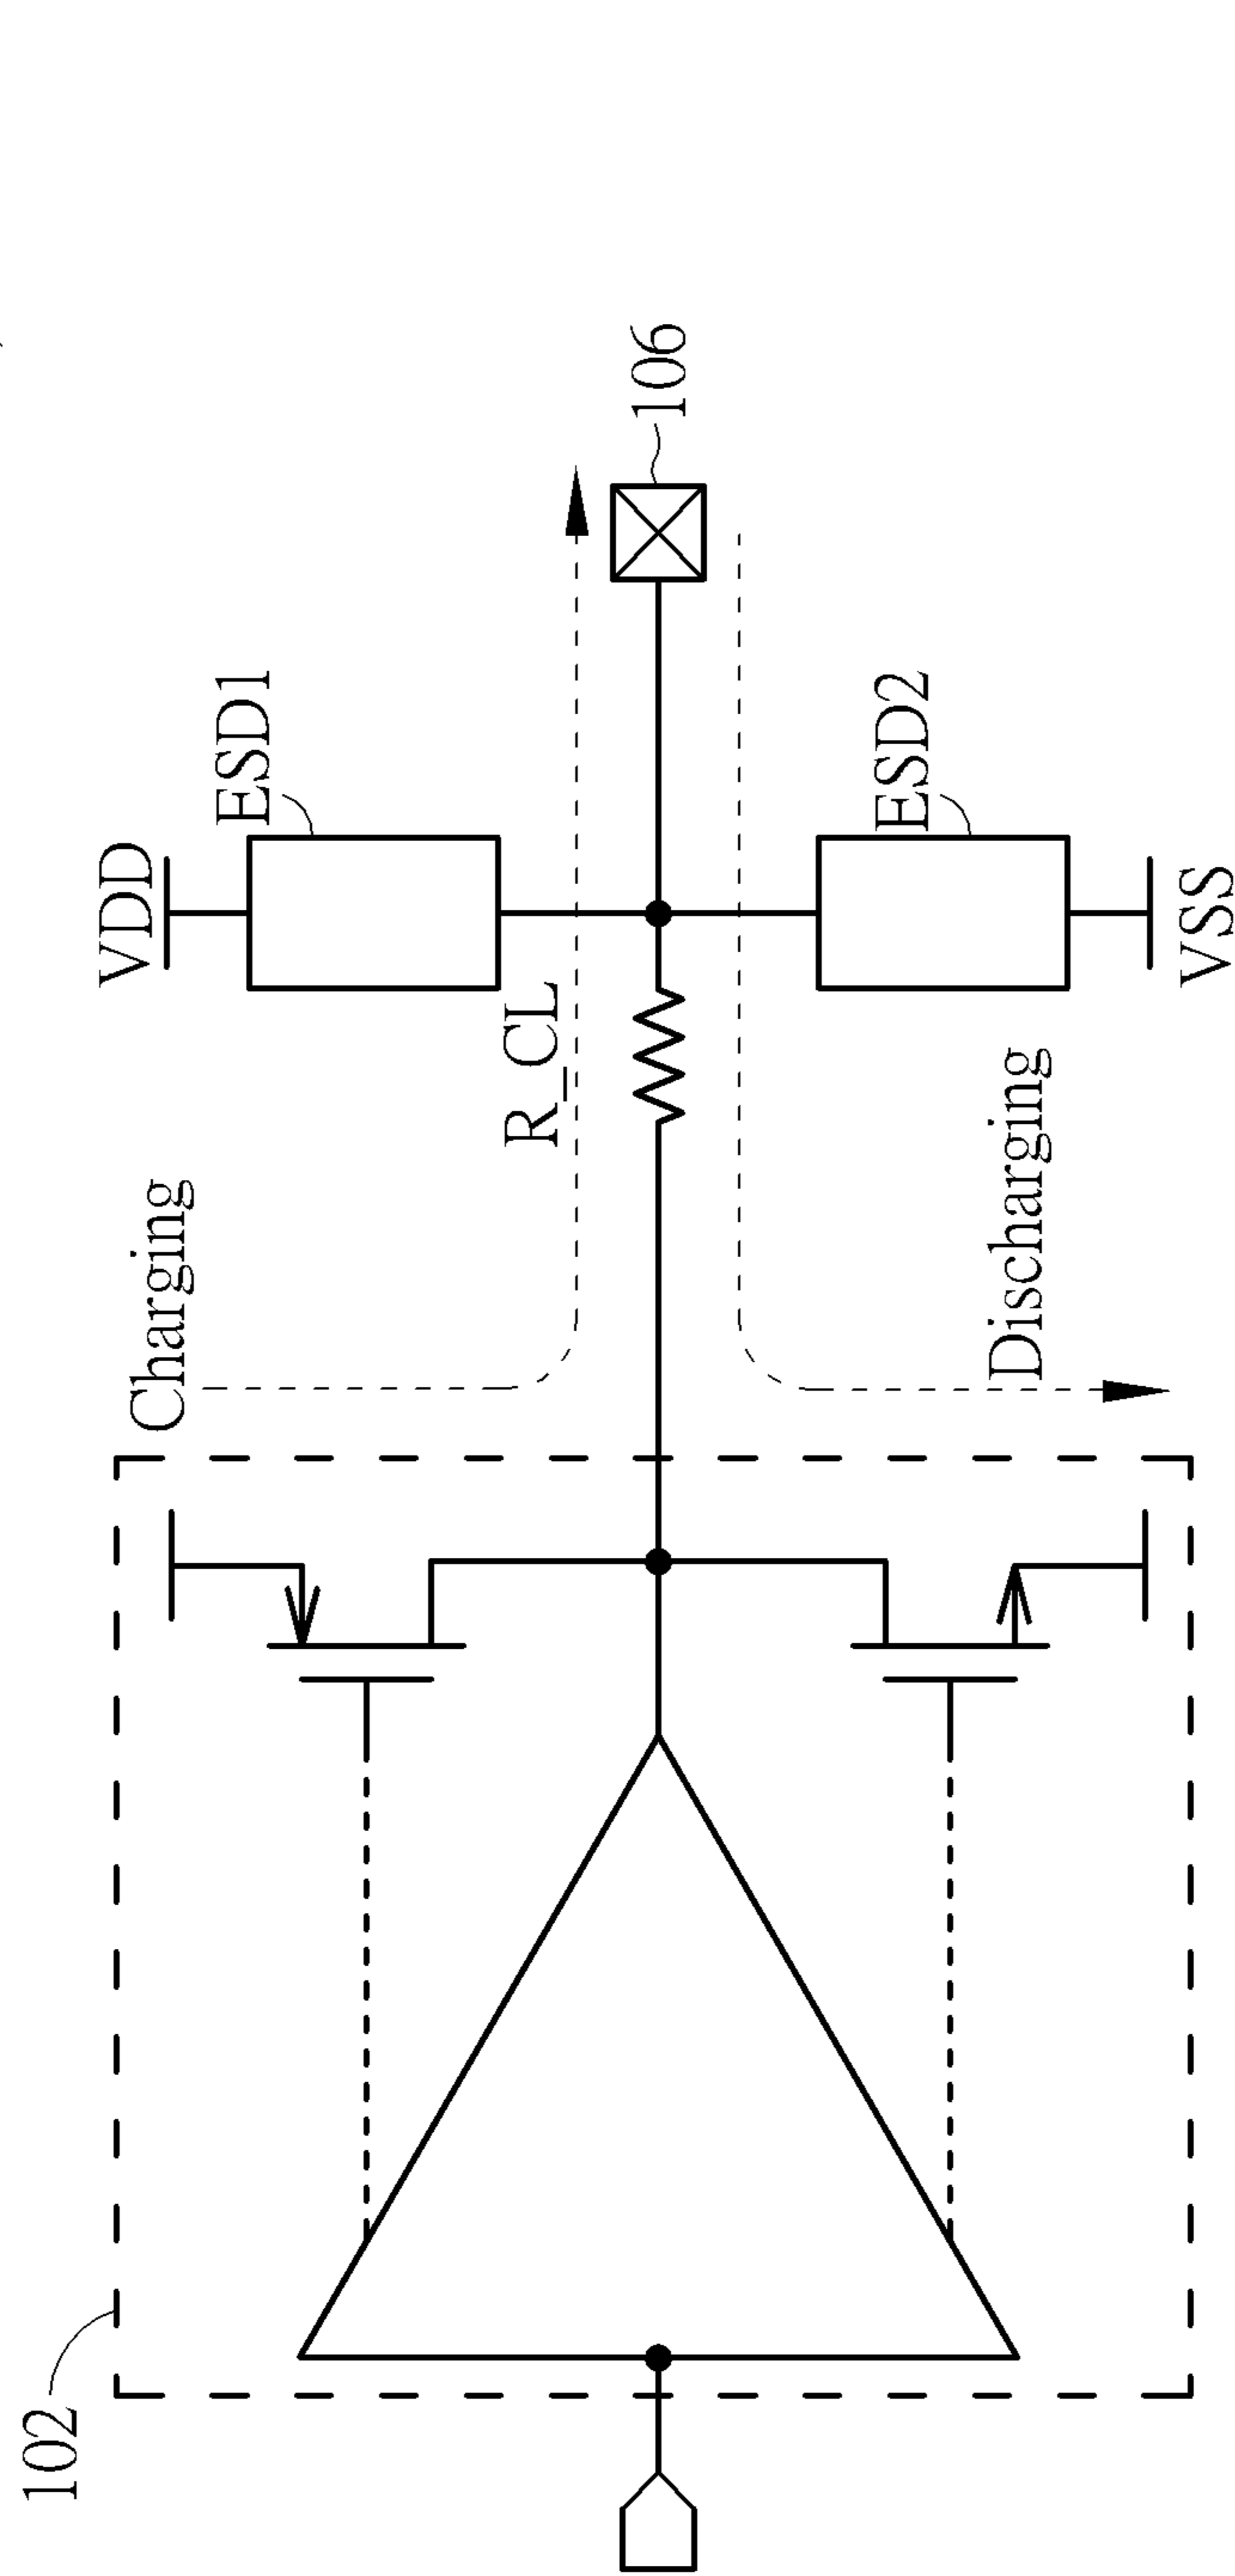 102
Charging
Discharging
R_CL
VDD
ESD1
VSS
ESD2
106